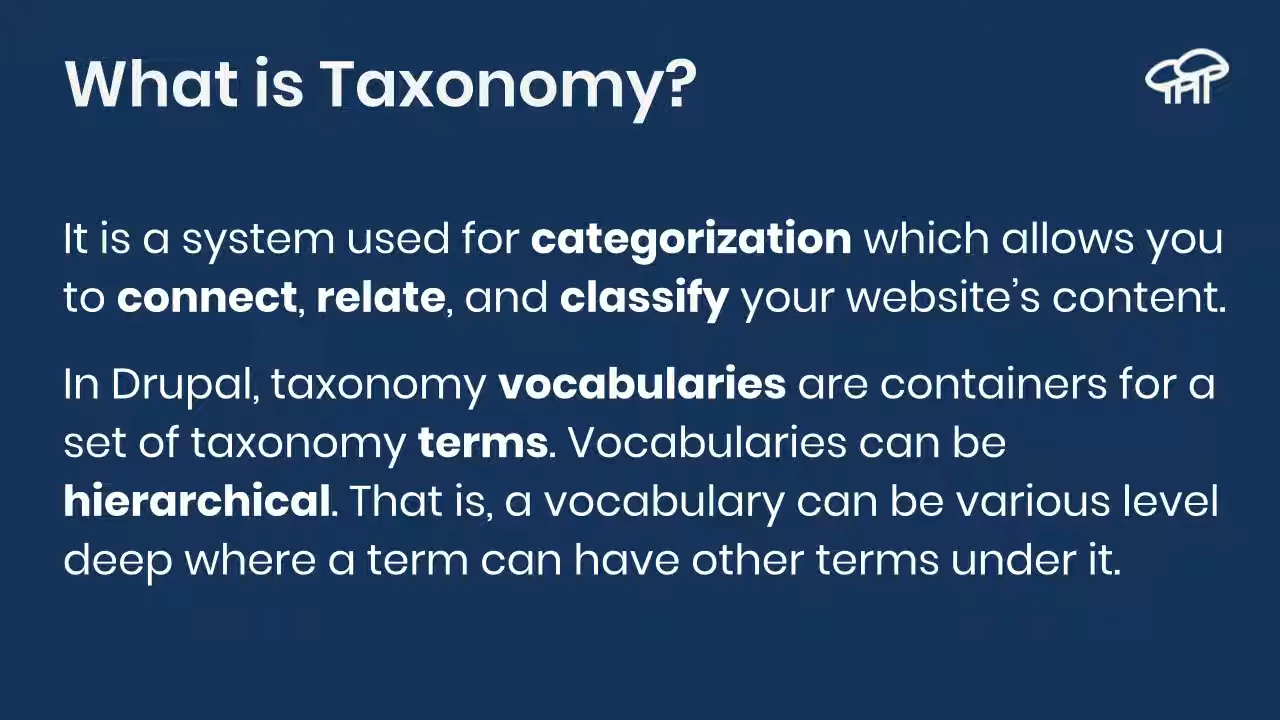 What is Taxonomy?
It is a system used for categorization which allows you
to connect, relate, and classify your website’s content.
In Drupal, taxonomy vocabularies are containers for a
set of taxonomy terms. Vocabularies can be
hierarchical. That is, a vocabulary can be various level
deep where a term can have other terms under it.